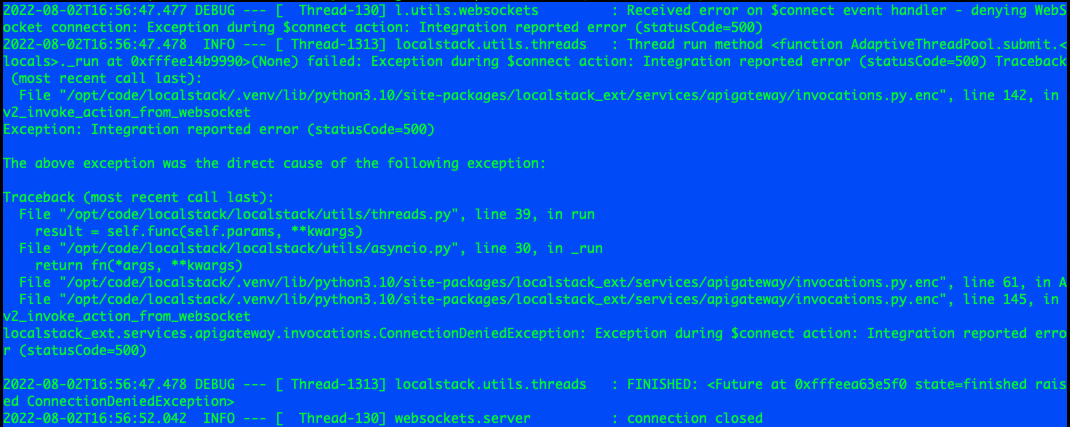 2022-08-02T16:56:47.477 DEBUG --- [  Thread-130] l.utils.websockets         : Received error on $connect event handler - denying WebS
ocket connection: Exception during $connect action: Integration reported error (statusCode=500)
2022-08-02T16:56:47.478  INFO --- [ Thread-1313] localstack.utils.threads   : Thread run method <function AdaptiveThreadPool.submit.<
locals>._run at 0xfffee14b9990>(None) failed: Exception during $connect action: Integration reported error (statusCode=500) Traceback
 (most recent call last):
  File "/opt/code/localstack/.venv/lib/python3.10/site-packages/localstack_ext/services/apigateway/invocations.py.enc", line 142, in
v2_invoke_action_from_websocket
Exception: Integration reported error (statusCode=500)

The above exception was the direct cause of the following exception:

Traceback (most recent call last):
  File "/opt/code/localstack/localstack/utils/threads.py", line 39, in run
    result = self.func(self.params, **kwargs)
  File "/opt/code/localstack/localstack/utils/asyncio.py", line 30, in _run
    return fn(*args, **kwargs)
  File "/opt/code/localstack/.venv/lib/python3.10/site-packages/localstack_ext/services/apigateway/invocations.py.enc", line 61, in A
  File "/opt/code/localstack/.venv/lib/python3.10/site-packages/localstack_ext/services/apigateway/invocations.py.enc", line 145, in
v2_invoke_action_from_websocket
localstack_ext.services.apigateway.invocations.ConnectionDeniedException: Exception during $connect action: Integration reported erro
r (statusCode=500)

2022-08-02T16:56:47.478 DEBUG --- [ Thread-1313] localstack.utils.threads   : FINISHED: <Future at 0xfffeea63e5f0 state=finished rais
ed ConnectionDeniedException>
2022-08-02T16:56:52.042  INFO --- [  Thread-130] websockets.server          : connection closed